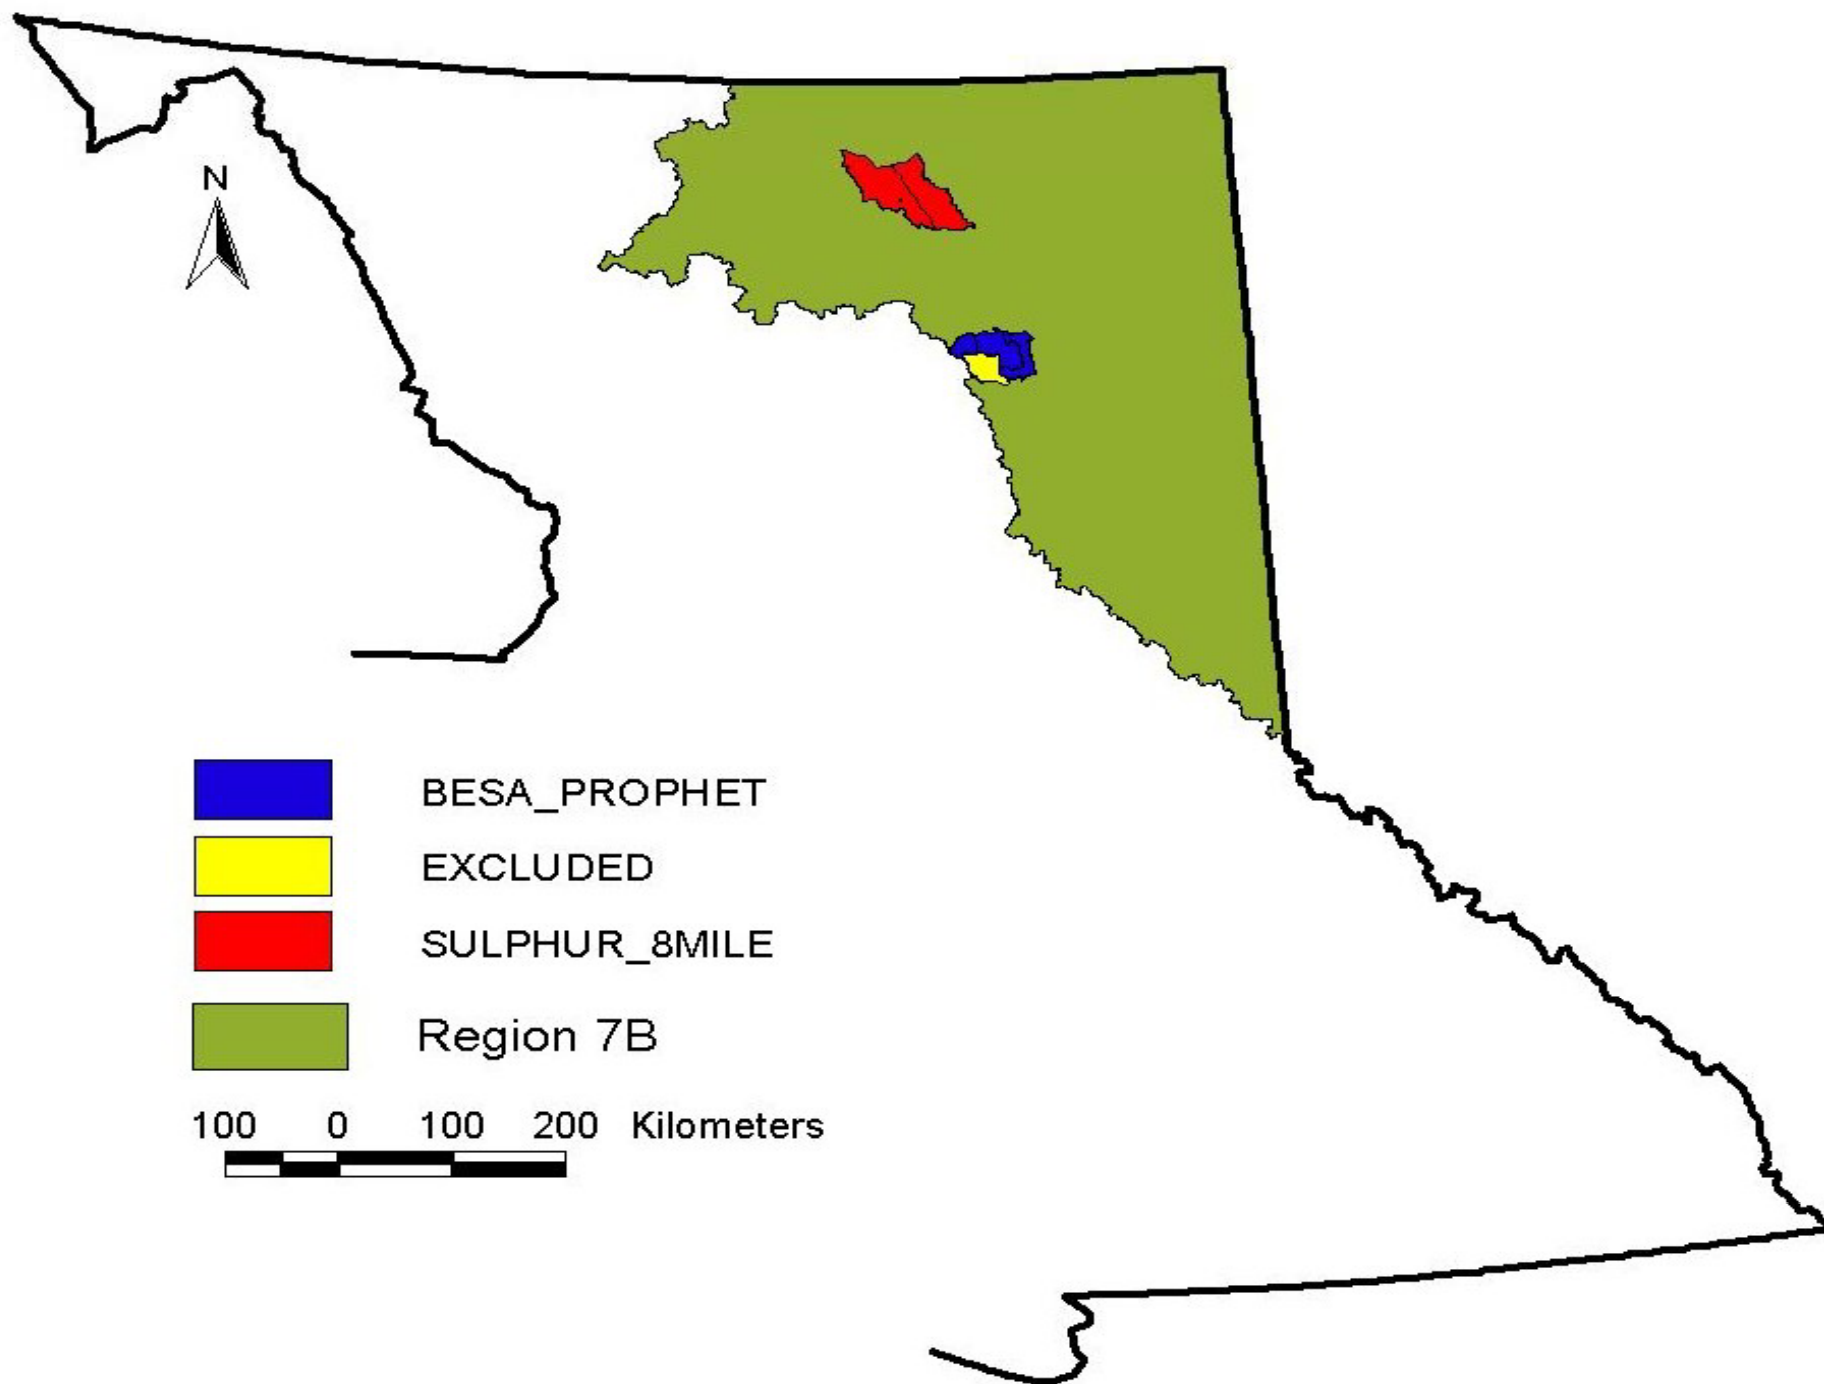 N
BESA_PROPHET
EXCLUDED
SULPHUR_8MILE
Region 7B
100 0 100 200 Kilometers